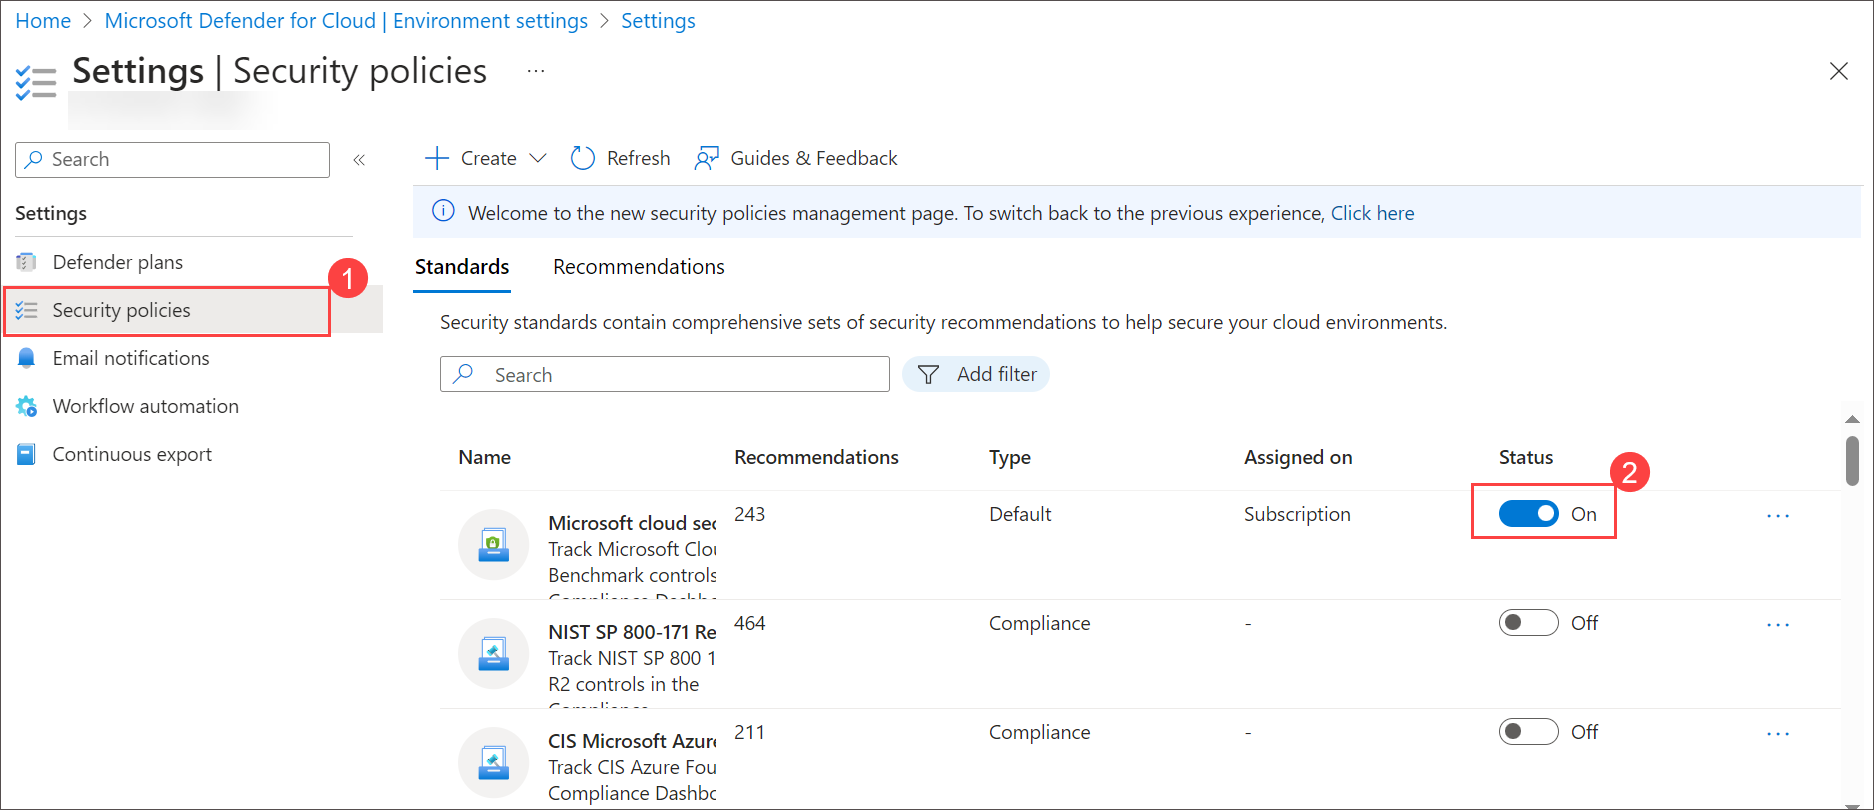 Home > Microsoft Defender for Cloud | Environment settings > Settings
Settings | Security policies ...
Search «
Settings
Defender plans
1
Security policies
Email notifications
Workflow automation
Continuous export
Create Refresh Guides & Feedback
Welcome to the new security policies management page. To switch back to the previous experience, Click here
Standards Recommendations
Security standards contain comprehensive sets of security recommendations to help secure your cloud environments.
Search Add filter
Name Recommendations Type Assigned on Status
2
Microsoft cloud sec 243 Default Subscription On ...
Track Microsoft Clou
Benchmark controls
Compliance Dashb
NIST SP 800-171 Re 464 Compliance - Off ...
Track NIST SP 800 1
R2 controls in the
Compliance
CIS Microsoft Azure 211 Compliance - Off ...
Track CIS Azure Fou
Compliance Dashbo